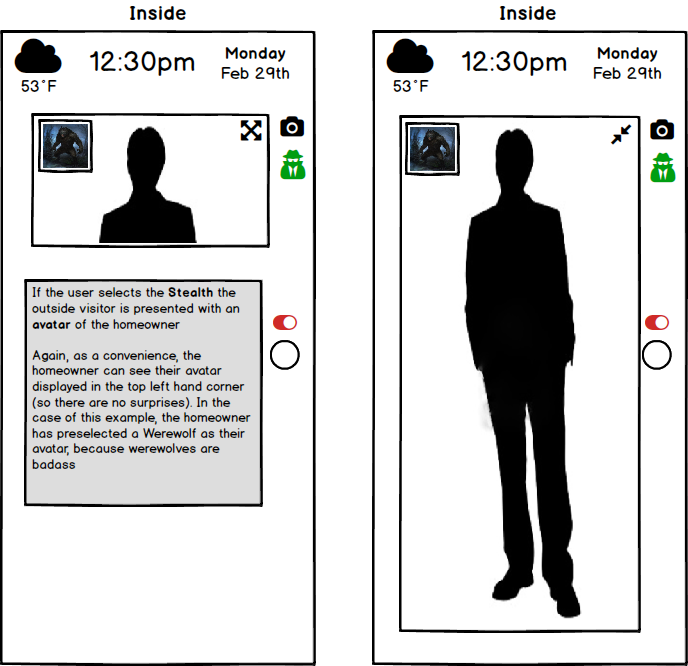 Inside
12:30pm
Monday
Feb 29th
53°F
If the user selects the Stealth the
outside visitor is presented with an
avatar of the homeowner
Again, as a convenience, the
homeowner can see their avatar
displayed in the top left hand corner
(so there are no surprises). In the
case of this example, the homeowner
has preselected a Werewolf as their
avatar, because werewolves are
badass
Inside
12:30pm
Monday
Feb 29th
53°F